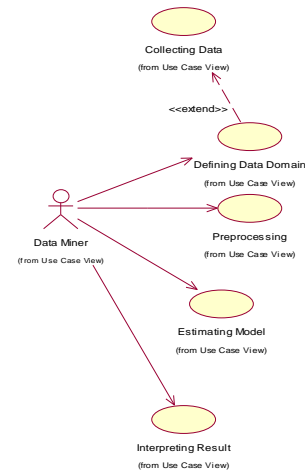 Collecting Data
(from Use Case View)
<<extend>>
Defining Data Domain
(from Use Case View)
Data Miner
(from Use Case View)
Preprocessing
(from Use Case View)
Estimating Model
(from Use Case View)
Interpreting Result
(from Use Case View)